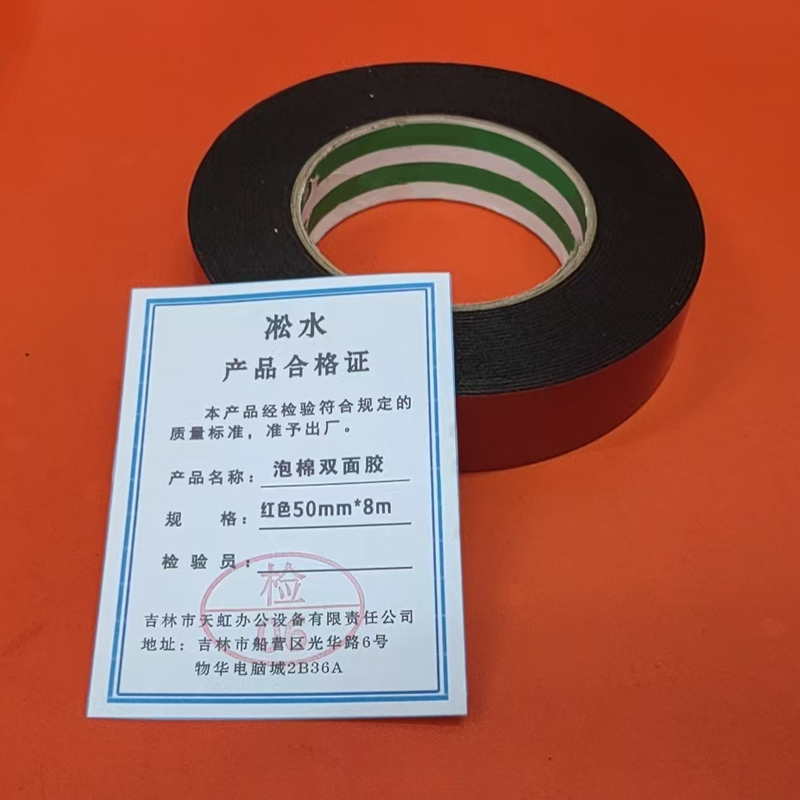 凇水
产品合格证
本产品经检验符合规定的
质量标准，准予出厂。
产品名称：泡棉双面胶
规 格：红色50mm*8m
检验员：
检
06
吉林市天虹办公设备有限责任公司
地址：吉林市船营区光华路6号
物华电脑城2B36A